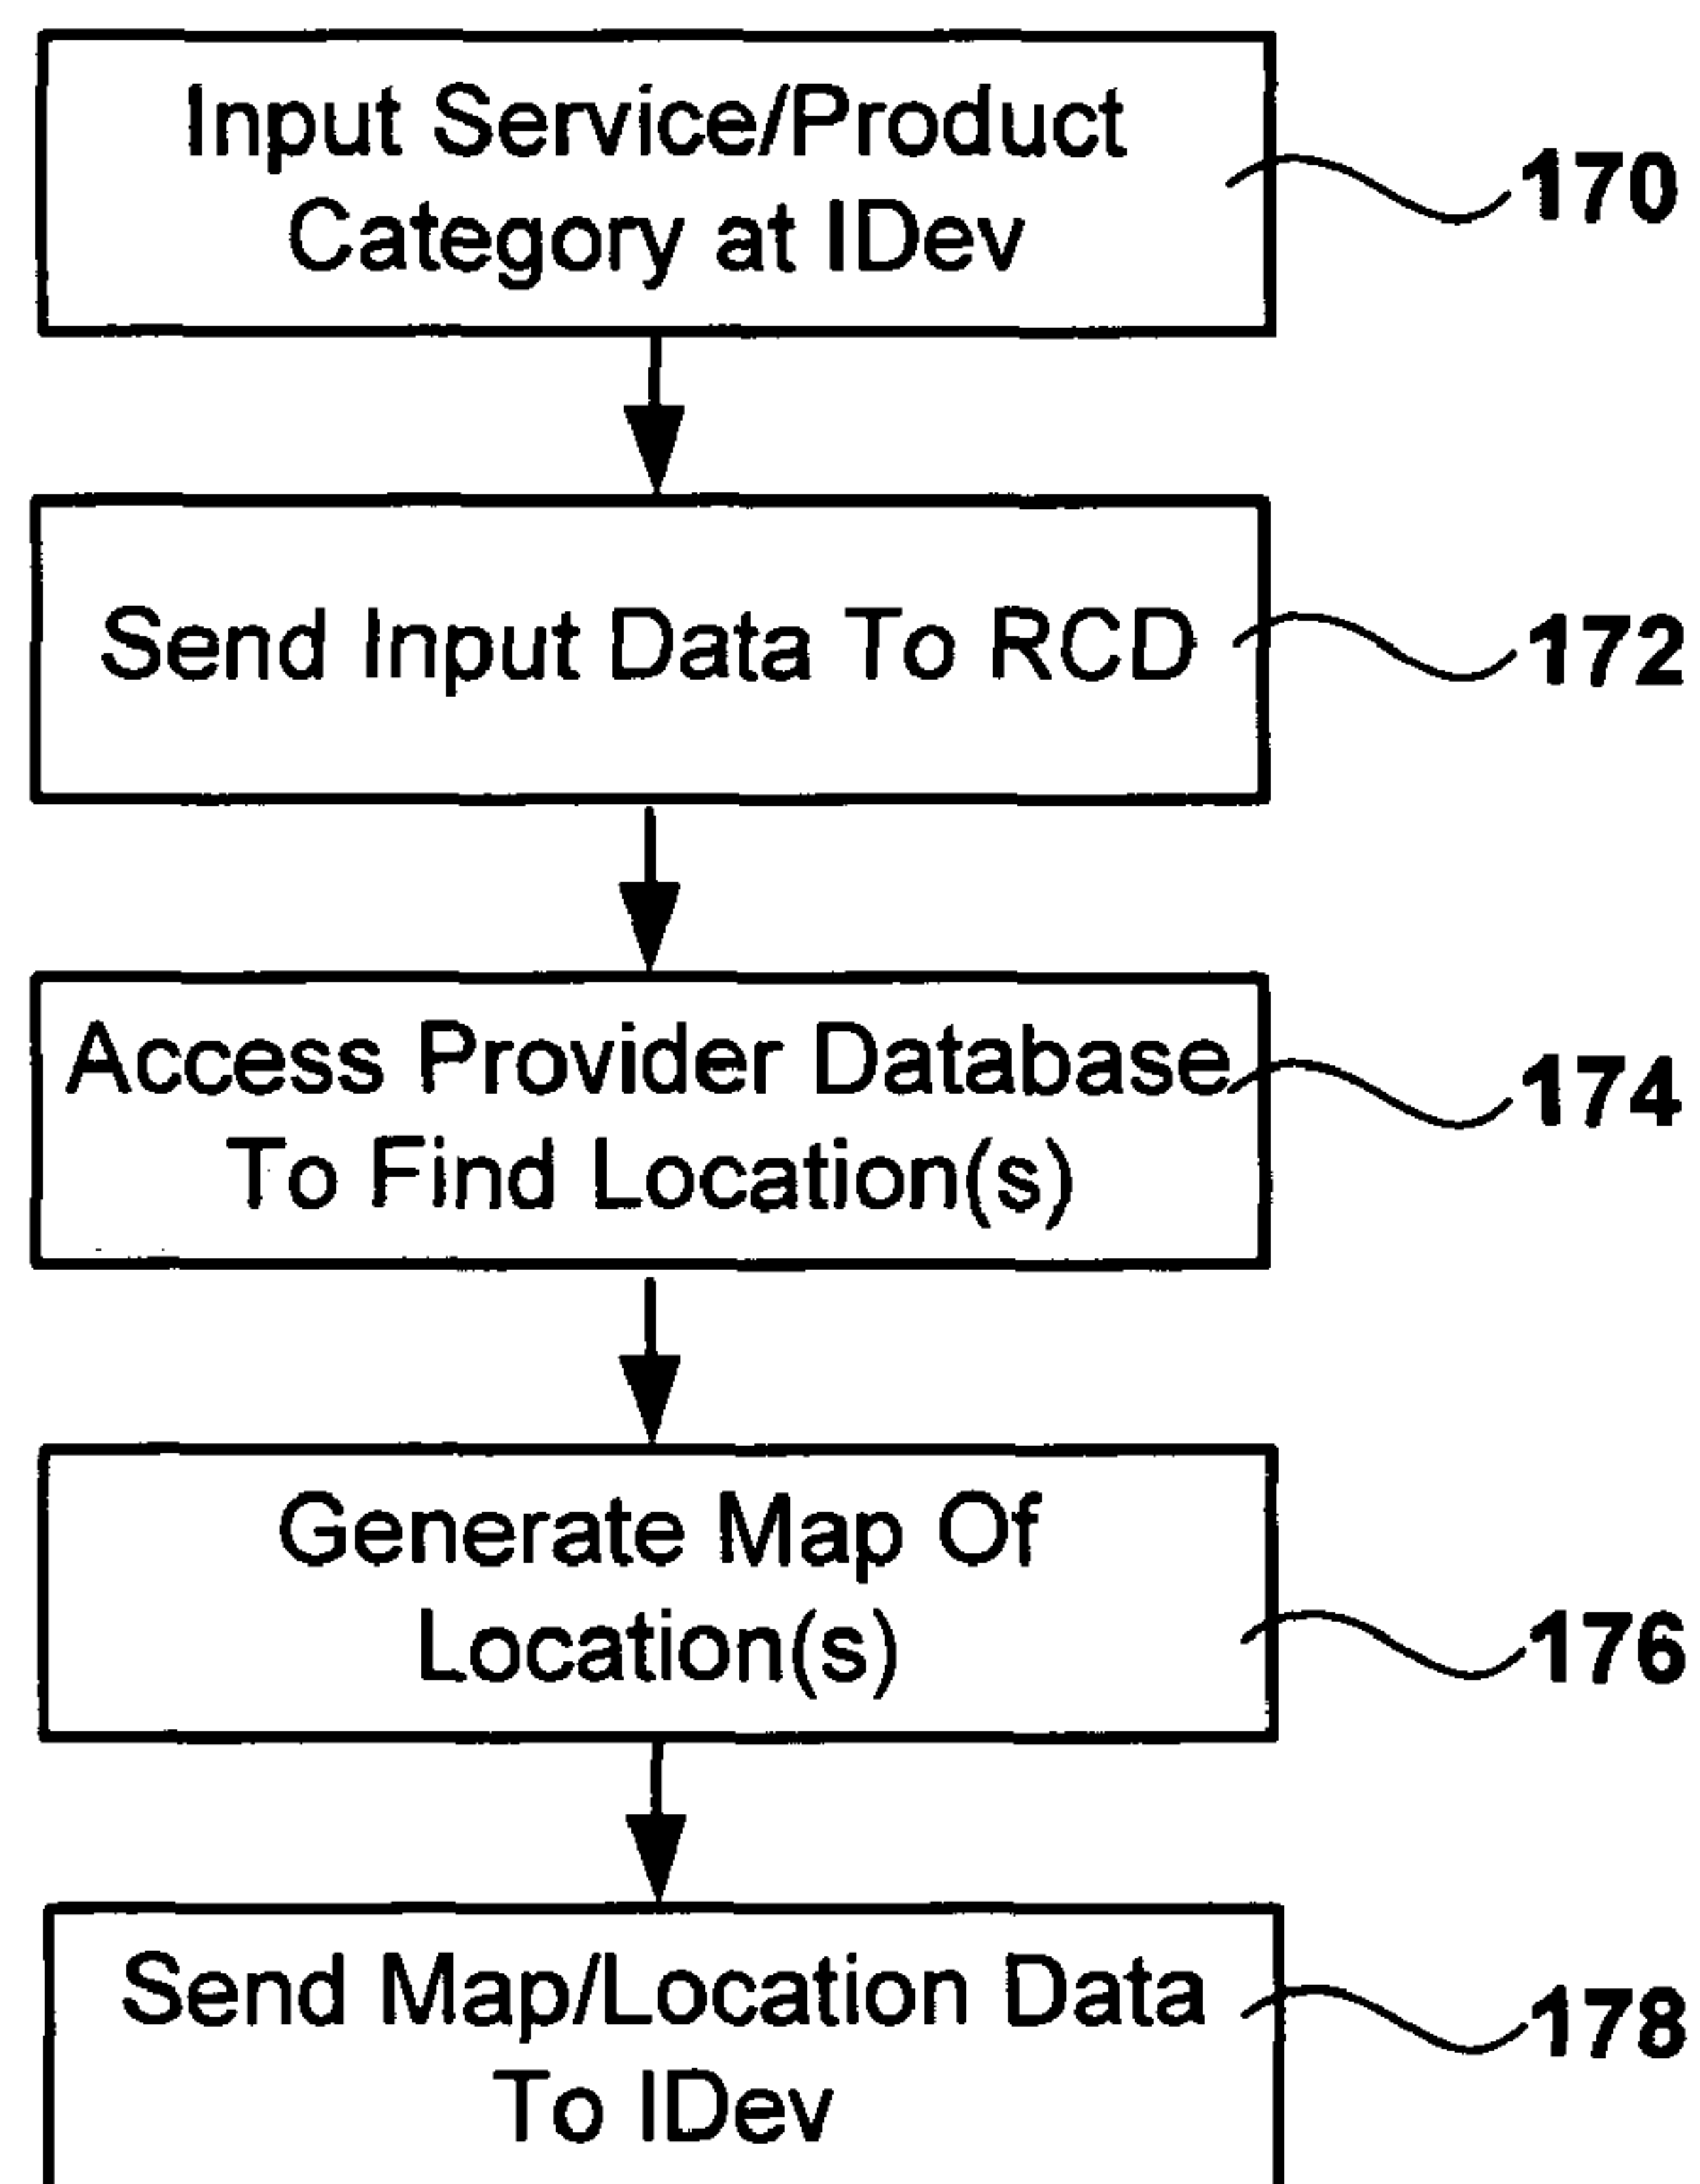 Input Service/Product
Category at IDev
170
Send Input Data To RCD
172
Access Provider Database
To Find Location(s)
174
Generate Map Of
Location(s)
176
Send Map/Location Data
To IDev
178